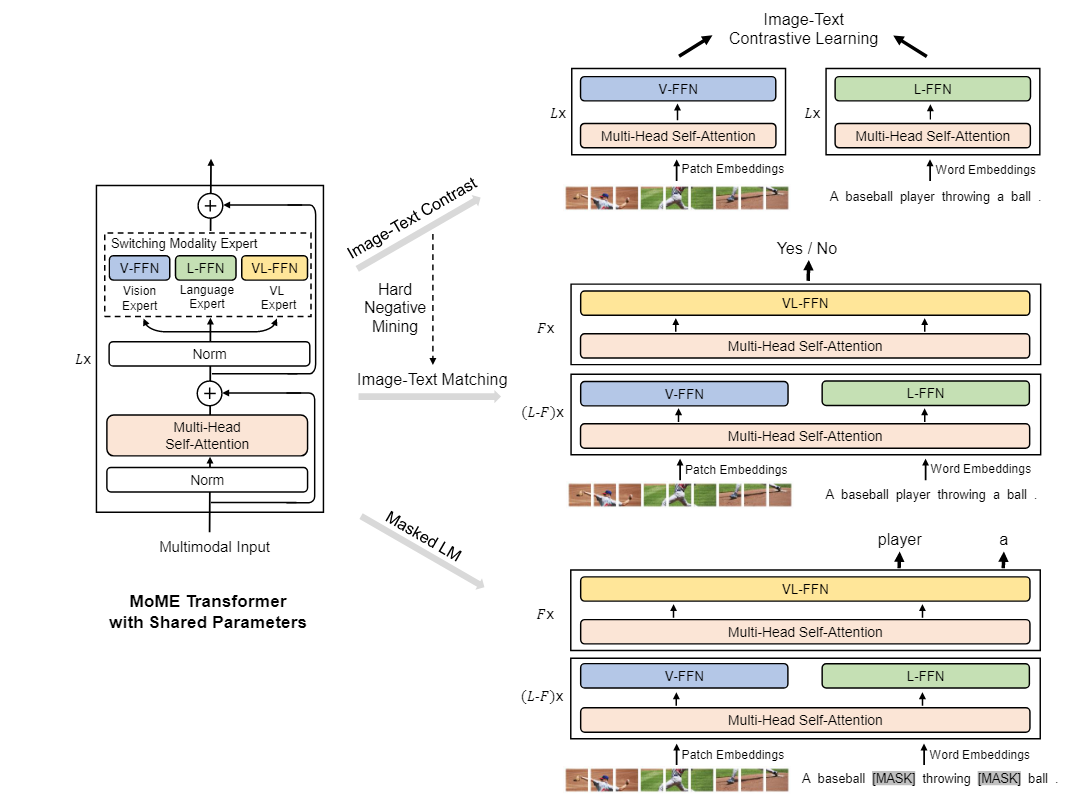 Switching Modality Expert
V-FFN
L-FFN
VL-FFN
Vision
Expert
Language
Expert
VL
Expert
Norm
Lx
Multi-Head
Self-Attention
Norm
Multimodal Input
MoME Transformer
with Shared Parameters
Image-Text Contrast
Hard
Negative
Mining
Image-Text Matching
Masked LM
Image-Text
Contrastive Learning
Lx
V-FFN
Multi-Head Self-Attention
Patch Embeddings
Lx
L-FFN
Multi-Head Self-Attention
Word Embeddings
A baseball player throwing a ball .
Yes / No
Fx
VL-FFN
Multi-Head Self-Attention
(L-F)x
V-FFN
L-FFN
Multi-Head Self-Attention
Patch Embeddings
Word Embeddings
A baseball player throwing a ball .
player
a
Fx
VL-FFN
Multi-Head Self-Attention
(L-F)x
V-FFN
L-FFN
Multi-Head Self-Attention
Patch Embeddings
Word Embeddings
A baseball [MASK] throwing [MASK] ball .